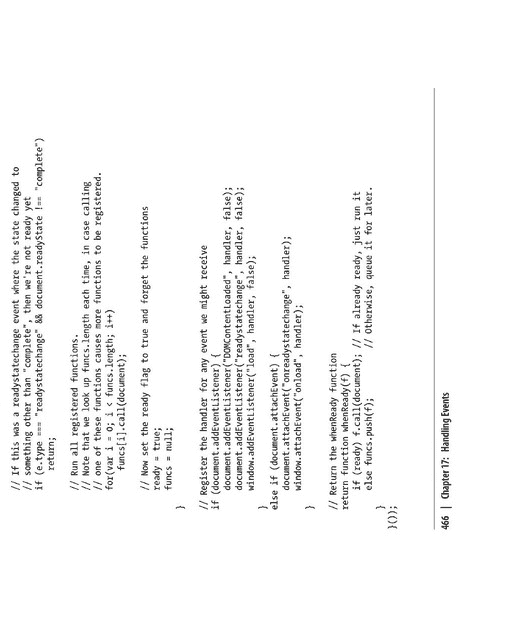 // If this was a readystatechange event where the state changed to
// something other than "complete", then we're not ready yet
if (e.type === "readystatechange" && document.readyState !== "complete")
return;
// Run all registered functions.
// Note that we look up funcs.length each time, in case calling
// one of these functions causes more functions to be registered.
for(var i = 0; i < funcs.length; i++)
funcs[i].call(document);
// Now set the ready flag to true and forget the functions
ready = true;
funcs = null;
}
// Register the handler for any event we might receive
if (document.addEventListener) {
document.addEventListener("DOMContentLoaded", handler, false);
document.addEventListener("readystatechange", handler, false);
window.addEventListener("load", handler, false);
}
else if (document.attachEvent) {
document.attachEvent("onreadystatechange", handler);
window.attachEvent("onload", handler);
}
// Return the whenReady function
return function whenReady(f) {
if (ready) f.call(document); // If already ready, just run it
else funcs.push(f); // Otherwise, queue it for later.
}
}());
466 | Chapter 17: Handling Events